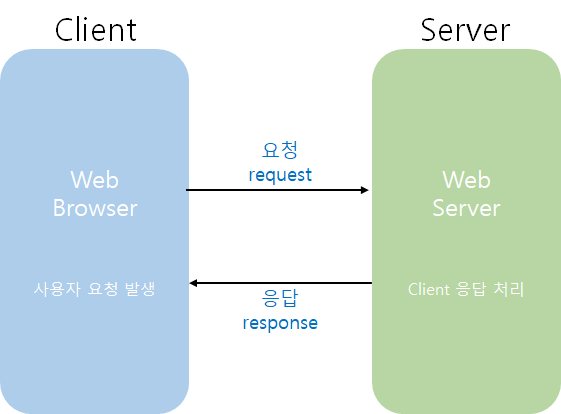 Client
Server
요청
request
Web
Browser
Web
Server
사용자 요청 발생
Client 응답 처리
응답
response